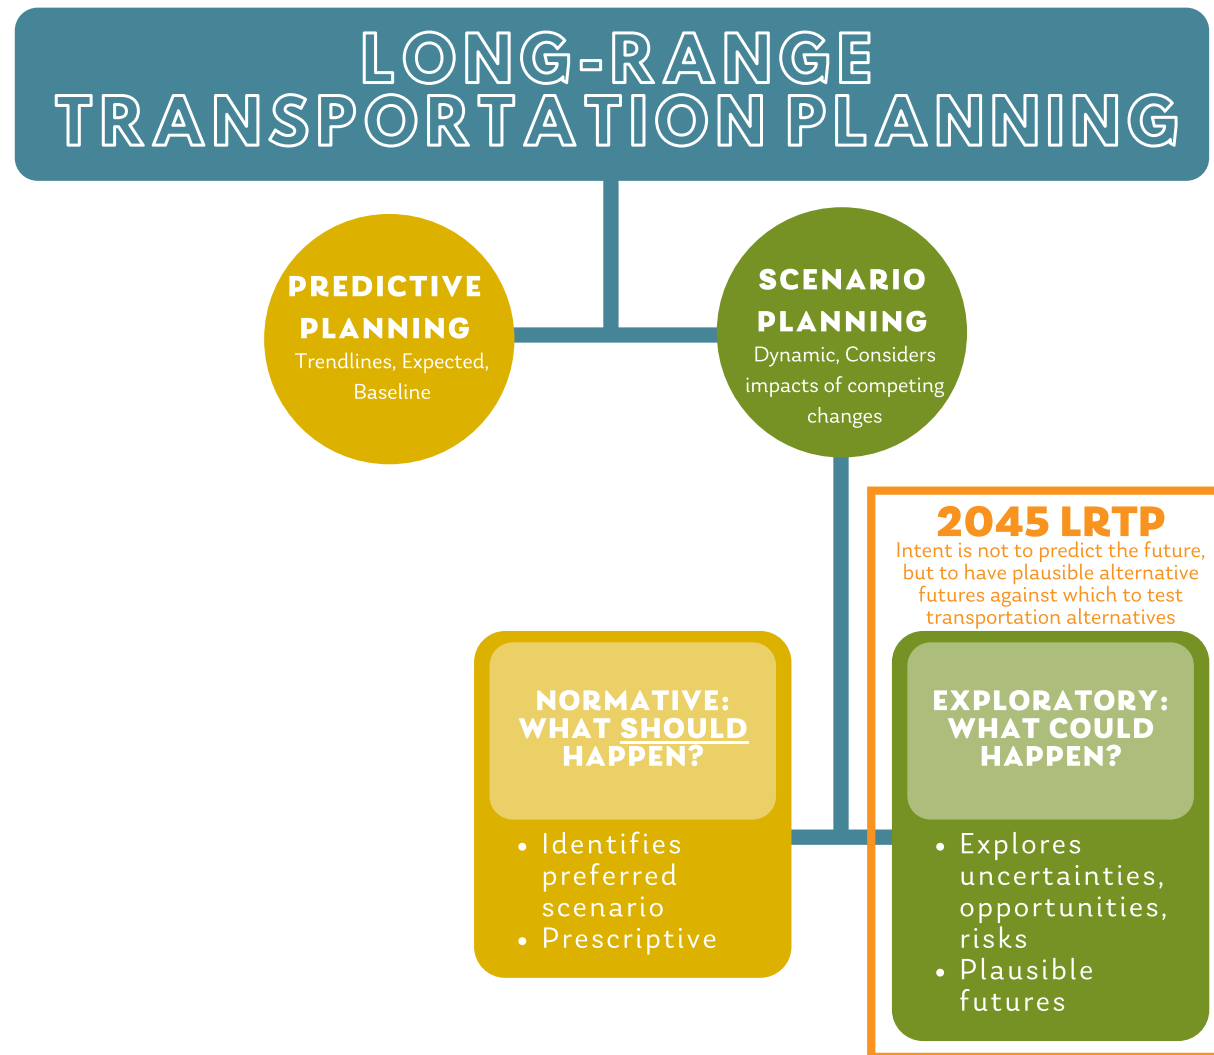 LONG-RANGE
TRANSPORTATION PLANNING
PREDICTIVE
PLANNING
Trendlines, Expected,
Baseline
SCENARIO
PLANNING
Dynamic, Considers
impacts of competing
changes
2045 LRTP
Intent is not to predict the future,
but to have plausible alternative
futures against which to test
transportation alternatives
NORMATIVE:
WHAT SHOULD
HAPPEN?
• Identifies
preferred
scenario
• Prescriptive
EXPLORATORY:
WHAT COULD
HAPPEN?
• Explores
uncertainties,
opportunities,
risks
• Plausible
futures